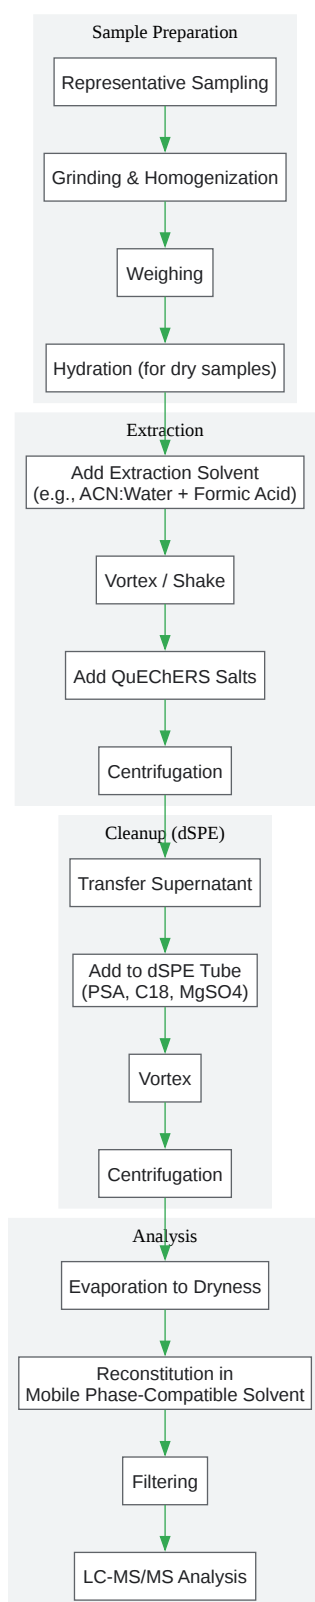 Sample Preparation
Representative Sampling
Grinding & Homogenization
Weighing
Hydration (for dry samples)
Extraction
Add Extraction Solvent
(e.g., ACN:Water + Formic Acid)
Vortex / Shake
Add QuEChERS Salts
Centrifugation
Cleanup (dSPE)
Transfer Supernatant
Add to dSPE Tube
(PSA, C18, MgSO4)
Vortex
Centrifugation
Analysis
Evaporation to Dryness
Reconstitution in
Mobile Phase-Compatible Solvent
Filtering
LC-MS/MS Analysis